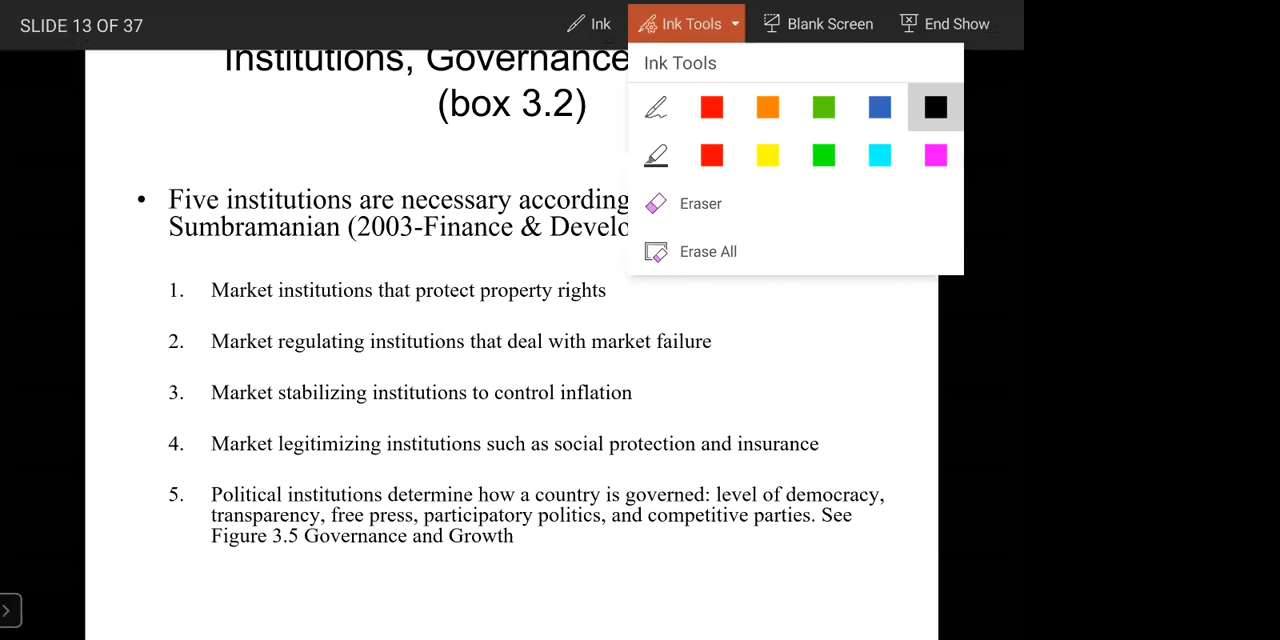 SLIDE 13 OF 37
Ink
Ink Tools
Blank Screen
End Show
Ink Tools
Eraser
Erase All
Institutions, Governance
(box 3.2)
• Five institutions are necessary according
Sumbramanian (2003-Finance & Develo
1. Market institutions that protect property rights
2. Market regulating institutions that deal with market failure
3. Market stabilizing institutions to control inflation
4. Market legitimizing institutions such as social protection and insurance
5. Political institutions determine how a country is governed: level of democracy,
transparency, free press, participatory politics, and competitive parties. See
Figure 3.5 Governance and Growth